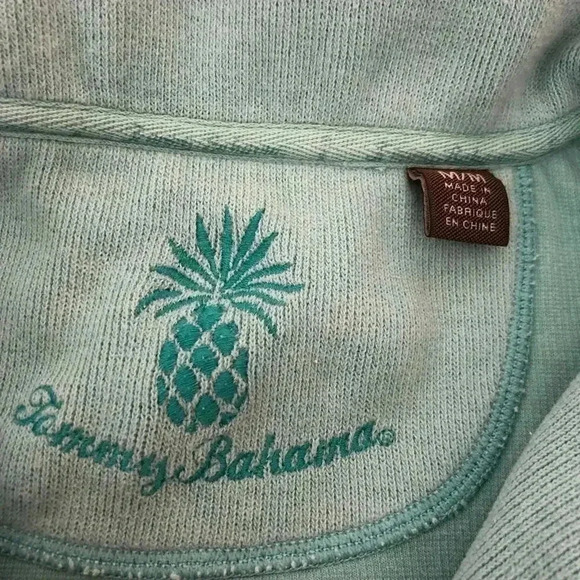 M/M
MADE IN
CHINA
FABRIQUE
EN CHINE
Tommy Bahama®